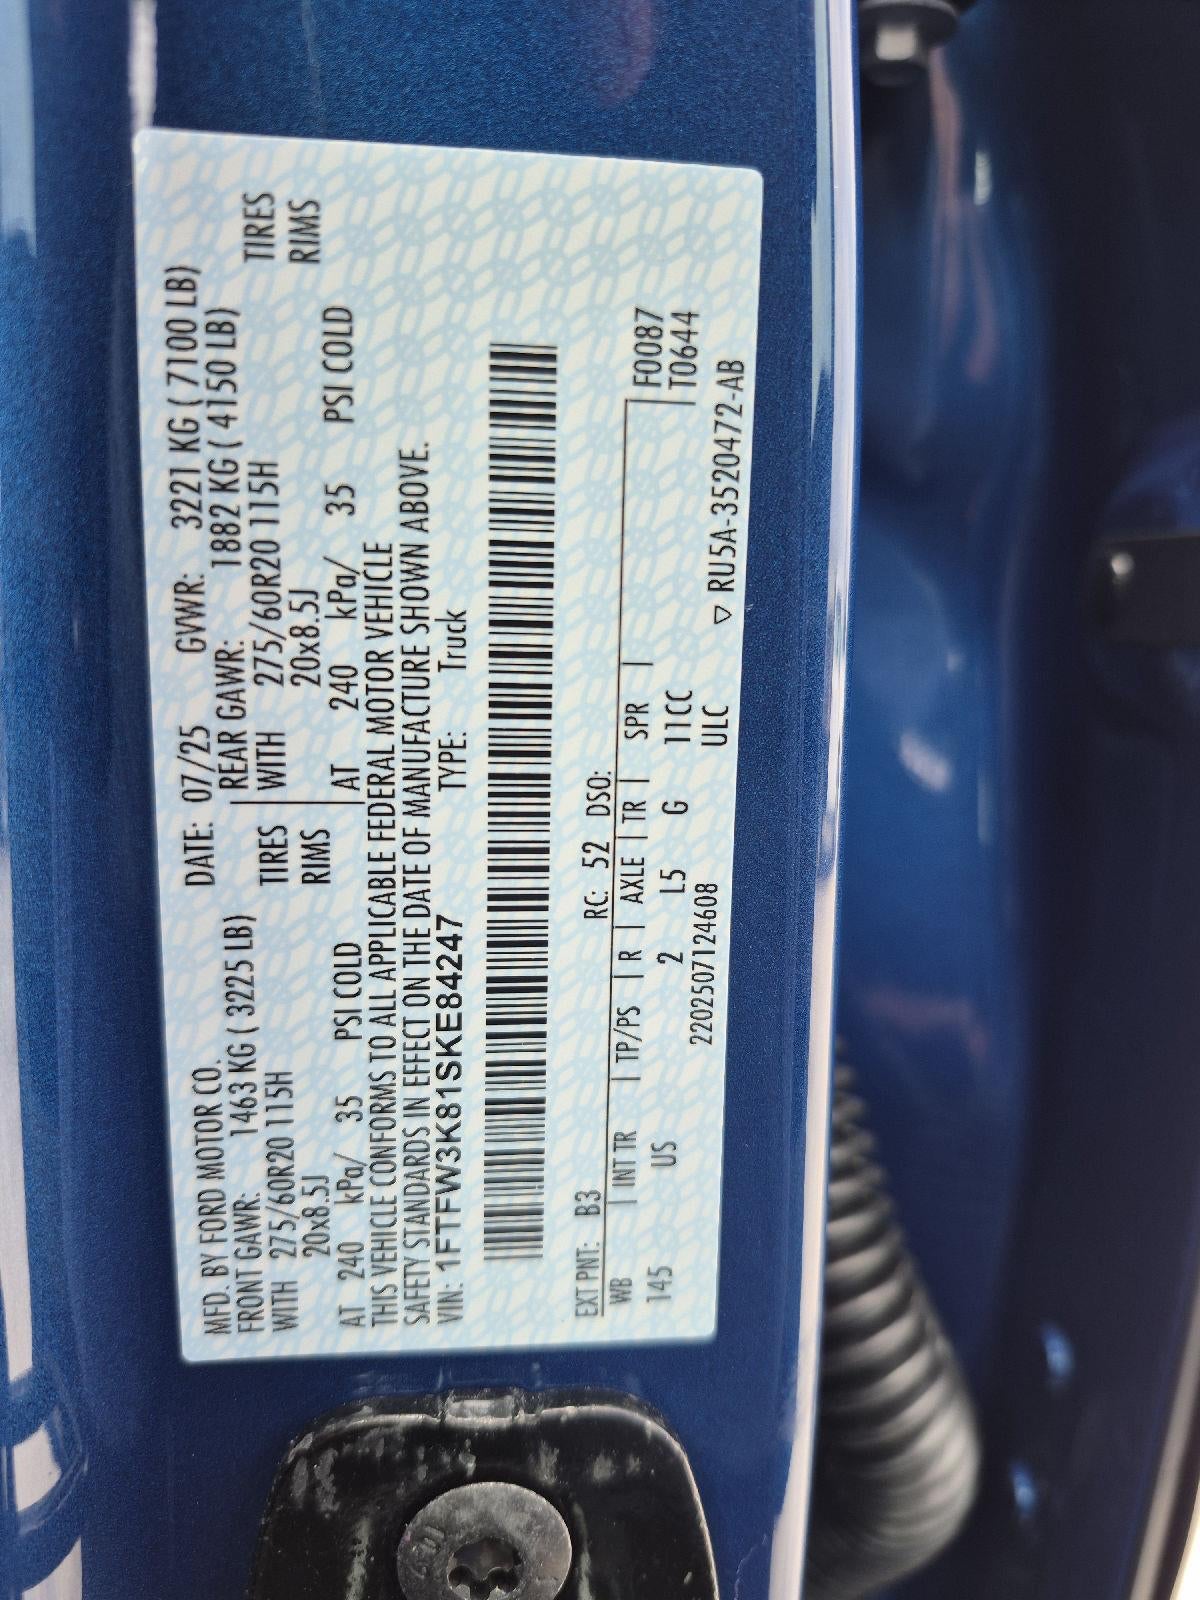 MFD. BY FORD MOTOR CO. DATE: 07/25 GVWR: 3221 KG ( 7100 LB)
FRONT GAWR: 1463 KG ( 3225 LB) REAR GAWR: 1882 KG ( 4150 LB)
WITH 275/60R20 115H TIRES WITH 275/60R20 115H TIRES
20x8.5J RIMS 20x8.5J RIMS
AT 240 kPa/ 35 PSI COLD AT 240 kPa/ 35 PSI COLD
THIS VEHICLE CONFORMS TO ALL APPLICABLE FEDERAL MOTOR VEHICLE
SAFETY STANDARDS IN EFFECT ON THE DATE OF MANUFACTURE SHOWN ABOVE.
VIN: 1FTFW3K81SKE84247 TYPE: Truck
EXT PNT: B3 RC: 52 DSO:
WB | INT TR | TP/PS | R | AXLE | TR | SPR | F0087
145 US 2 L5 G 11CC T0644
2202507124608 ULC ▽ RU5A-3520472-AB